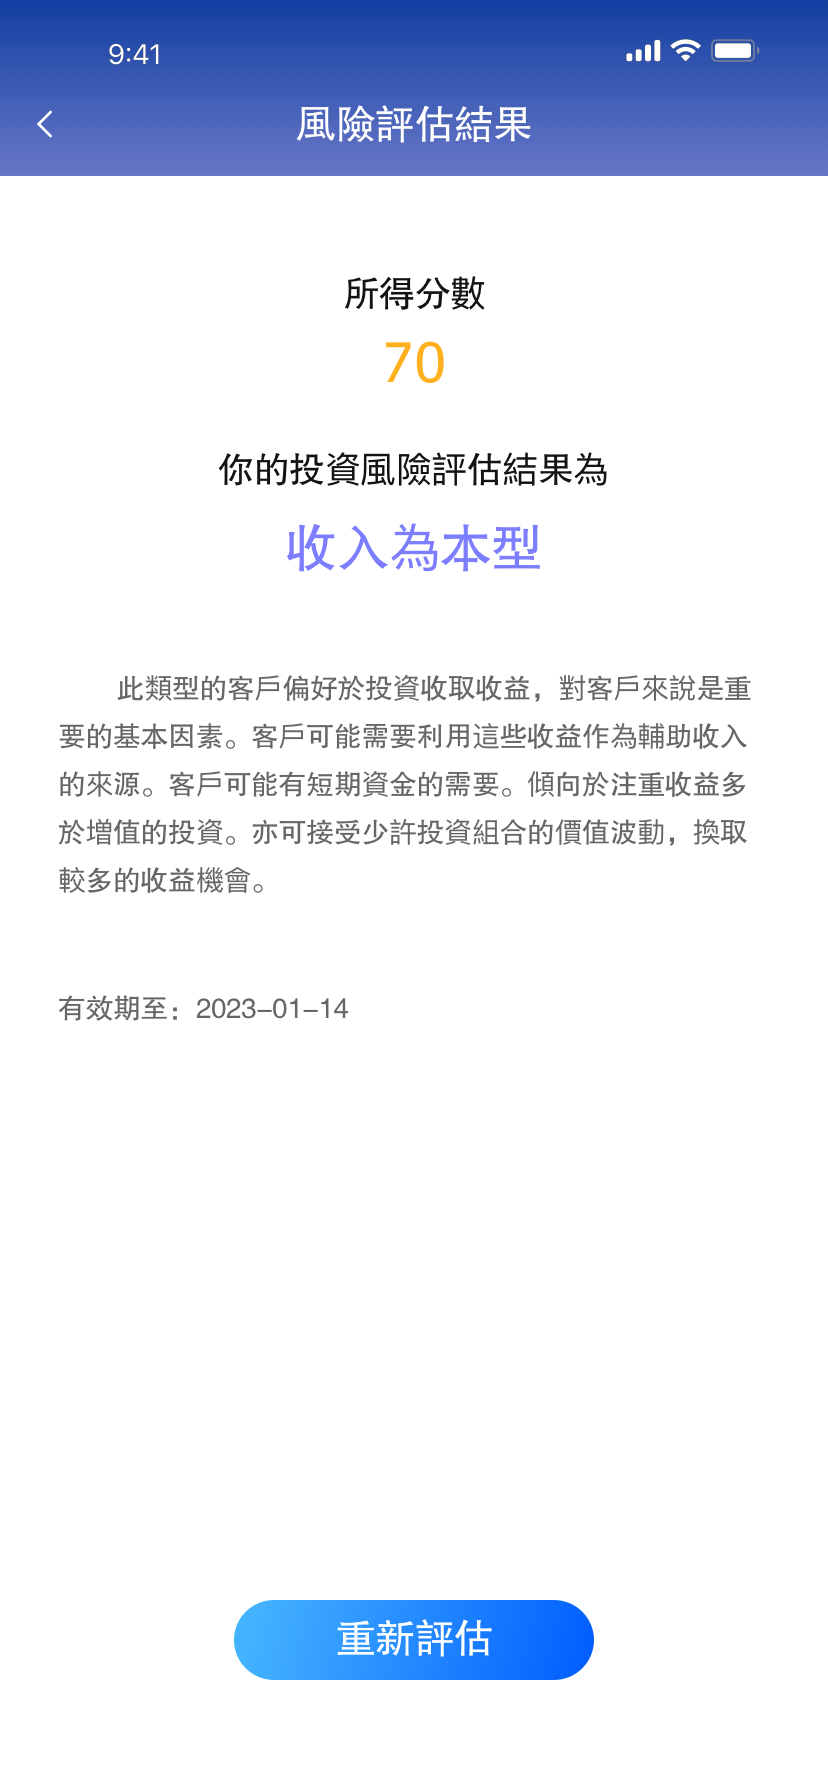 9:41
風險評估結果
所得分數
70
你的投資風險評估結果為
收入為本型
此類型的客戶偏好於投資收取收益，對客戶來說是重
要的基本因素。客戶可能需要利用這些收益作為輔助收入
的來源。客戶可能有短期資金的需要。傾向於注重收益多
於增值的投資。亦可接受少許投資組合的價值波動，換取
較多的收益機會。
有效期至：2023-01-14
重新評估